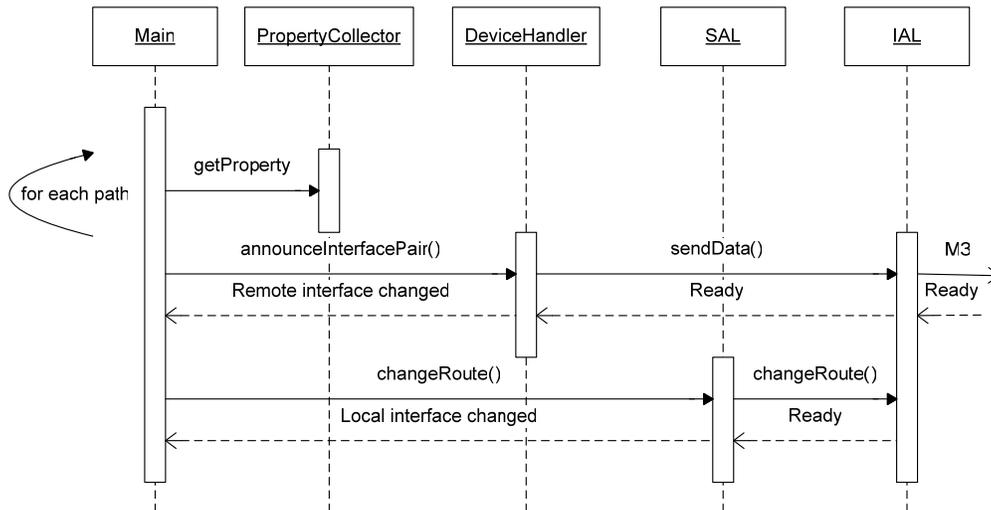 Main
PropertyCollector
DeviceHandler
SAL
IAL
getProperty
for each path
announceInterfacePair()
sendData()
M3
Remote interface changed
Ready
Ready
changeRoute()
changeRoute()
Local interface changed
Ready